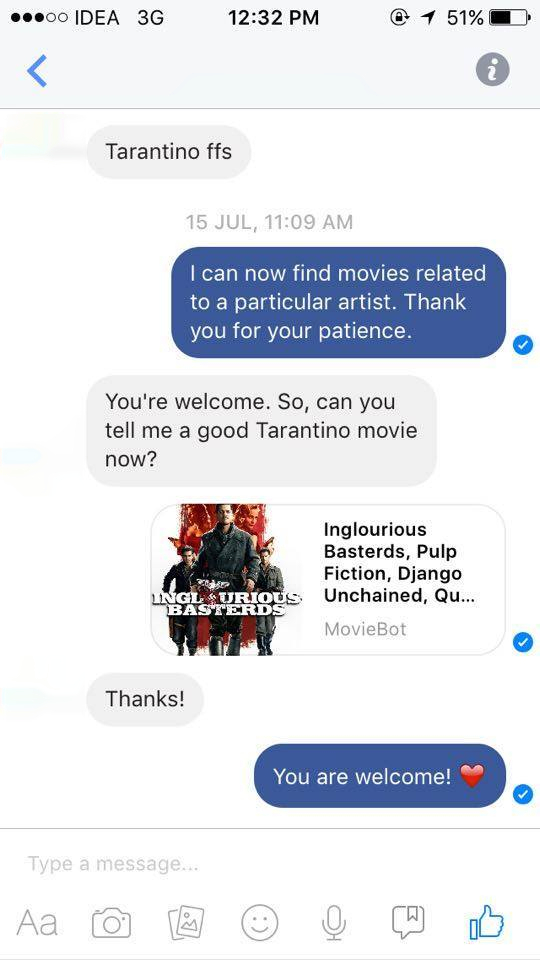 IDEA 3G 12:32 PM 51%
Tarantino ffs
15 JUL, 11:09 AM
I can now find movies related
to a particular artist. Thank
you for your patience.
You're welcome. So, can you
tell me a good Tarantino movie
now?
INGLOURIOUS
BASTERDS
Inglourious
Basterds, Pulp
Fiction, Django
Unchained, Qu...
MovieBot
Thanks!
You are welcome! ❤️
Type a message...
Aa